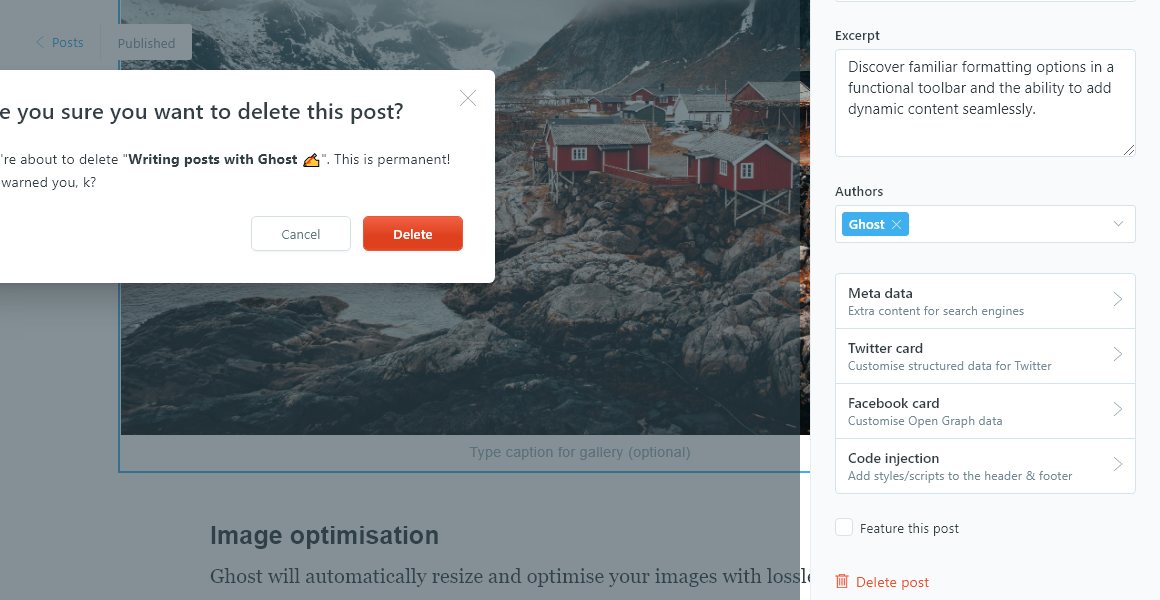 Posts
Published
e you sure you want to delete this post?
're about to delete "Writing posts with Ghost ✍️". This is permanent!
warned you, k?
Cancel
Delete
Type caption for gallery (optional)
Image optimisation
Ghost will automatically resize and optimise your images with lossle
Excerpt
Discover familiar formatting options in a
functional toolbar and the ability to add
dynamic content seamlessly.
Authors
Ghost
Meta data
Extra content for search engines
Twitter card
Customise structured data for Twitter
Facebook card
Customise Open Graph data
Code injection
Add styles/scripts to the header & footer
Feature this post
Delete post